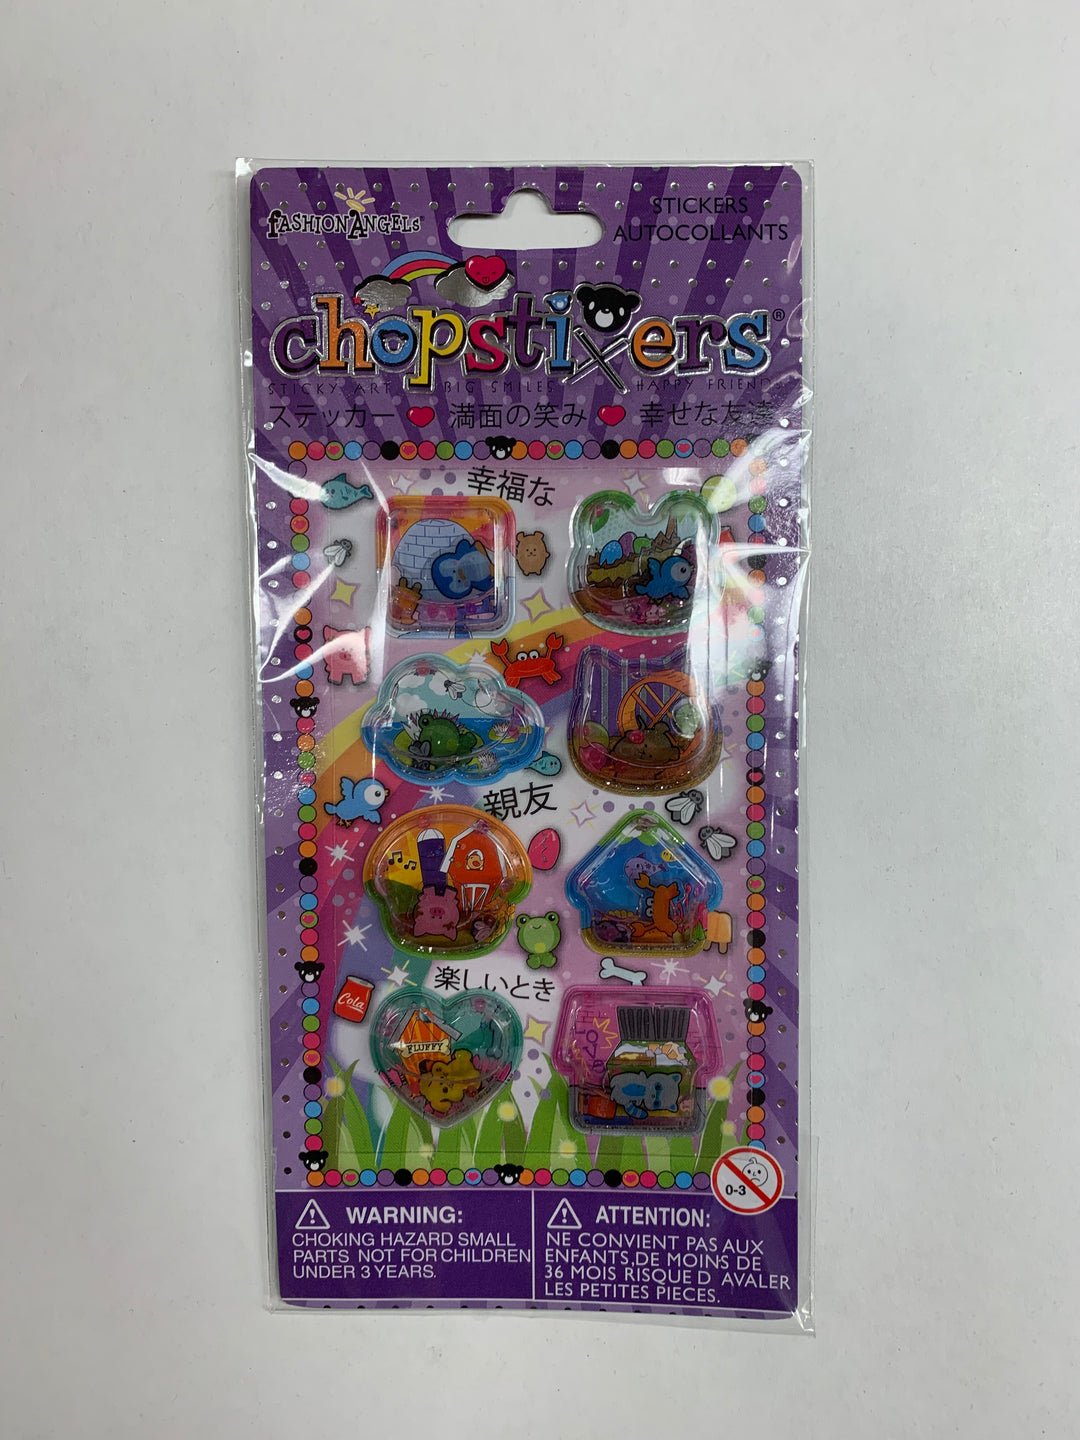 FASHION ANGELS
STICKERS
AUTOCOLLANTS
chopstixers®
STICKY ART BIG SMILES HAPPY FRIENDS
ステッカー 満面の笑み 幸せな友達
幸福な
親友
楽しいとき
Cola
FLUFFY
0-3
WARNING:
CHOKING HAZARD SMALL
PARTS NOT FOR CHILDREN
UNDER 3 YEARS.
ATTENTION:
NE CONVIENT PAS AUX
ENFANTS,DE MOINS DE
36 MOIS RISQUE D AVALER
LES PETITES PIECES.